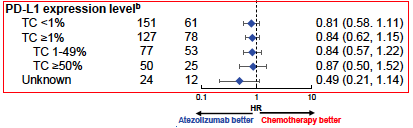 PD-L1 expression levelb
TC <1% 151 61 0.81 (0.58. 1.11)
TC ≥1% 127 78 0.84 (0.62, 1.15)
TC 1-49% 77 53 0.84 (0.57, 1.22)
TC ≥50% 50 25 0.87 (0.50, 1.52)
Unknown 24 12 0.49 (0.21, 1.14)
0.1 1 10
HR
Atezolizumab better Chemotherapy better